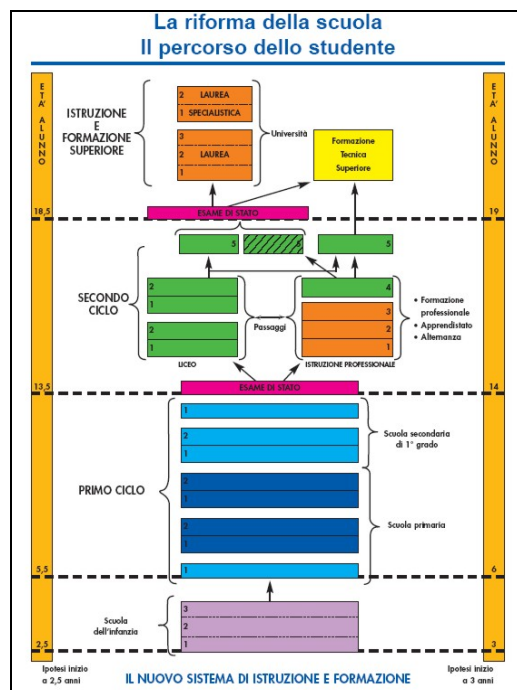 La riforma della scuola
Il percorso dello studente
ETA' ALUNNO
ETA' ALUNNO
ISTRUZIONE
E
FORMAZIONE
SUPERIORE
2 LAUREA
1 SPECIALISTICA
3
2 LAUREA
1
Università
Formazione
Tecnica
Superiore
18,5
ESAME DI STATO
19
5
5
5
SECONDO
CICLO
2
1
2
1
LICEO
Passaggi
4
3
2
1
ISTRUZIONE PROFESSIONALE
• Formazione
professionale
• Apprendistato
• Alternanza
13,5
ESAME DI STATO
14
PRIMO CICLO
1
2
1
2
1
2
1
1
Scuola secondaria
di 1° grado
Scuola primaria
5,5
6
Scuola
dell'infanzia
3
2
1
2,5
3
Ipotesi inizio
a 2,5 anni
IL NUOVO SISTEMA DI ISTRUZIONE E FORMAZIONE
Ipotesi inizio
a 3 anni